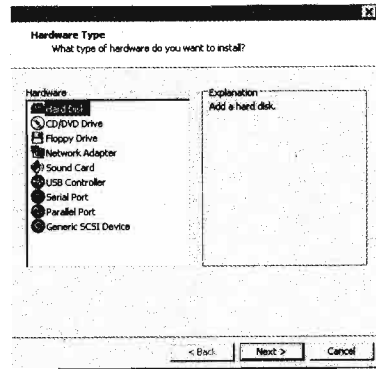 Hardware Type
What type of hardware do you want to install?
Hardware
Hard Disk
CD/DVD Drive
Floppy Drive
Network Adapter
Sound Card
USB Controller
Serial Port
Parallel Port
Generic SCSI Device
Explanation
Add a hard disk.
< Back
Next >
Cancel